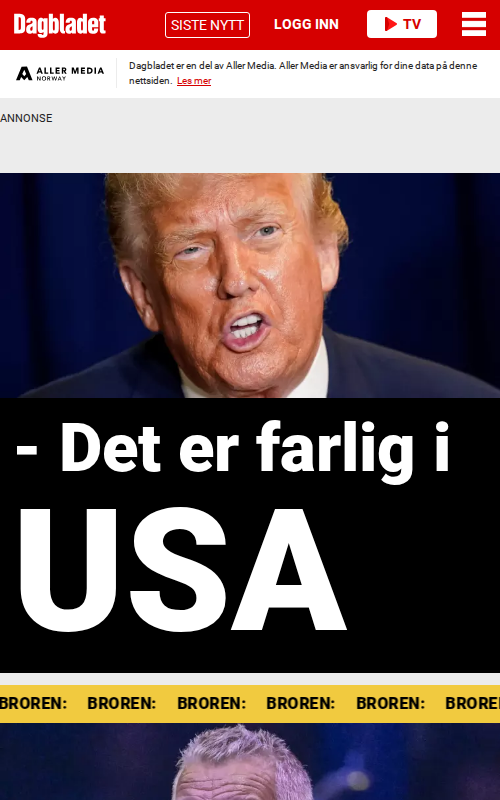 Dagbladet SISTE NYTT LOGG INN TV
ALLER MEDIA
NORWAY
Dagbladet er en del av Aller Media. Aller Media er ansvarlig for dine data på denne
nettsiden. Les mer
ANNONSE
- Det er farlig i
USA
BROREN: BROREN: BROREN: BROREN: BROREN: BROREN: